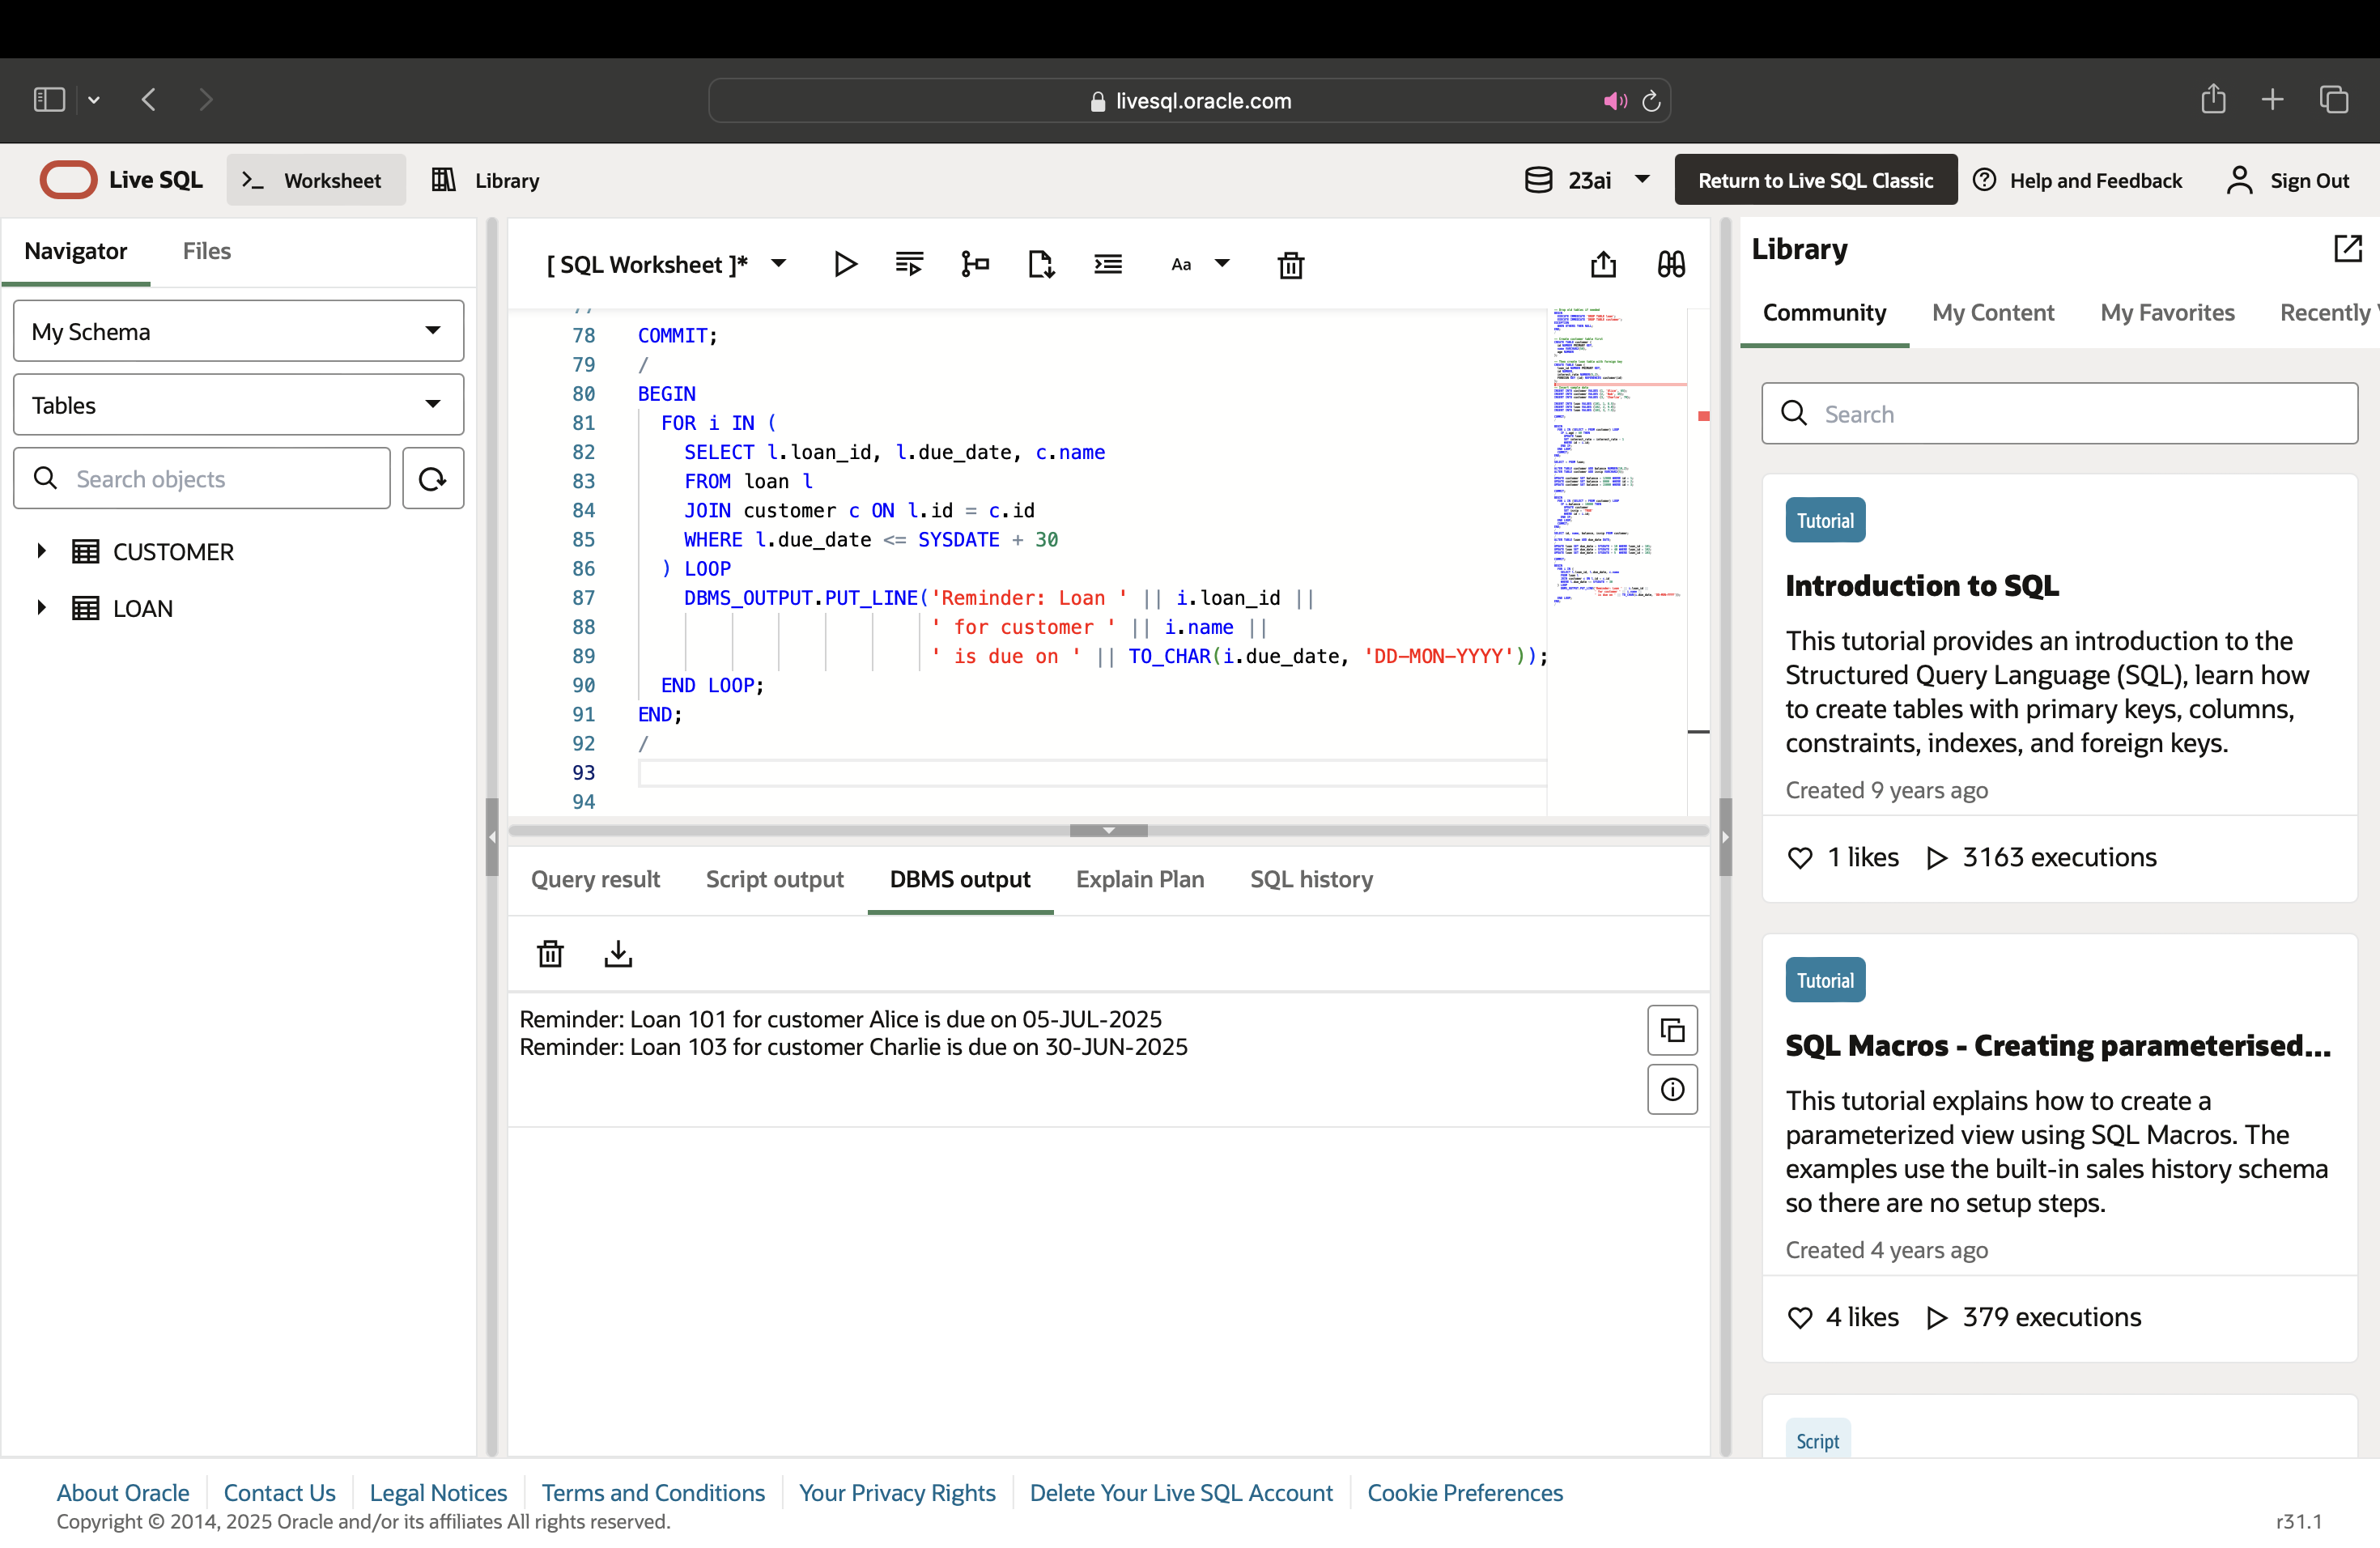 livesql.oracle.com
Live SQL
Worksheet
Library
23ai
Return to Live SQL Classic
Help and Feedback
Sign Out
Navigator
Files
My Schema
Tables
Search objects
CUSTOMER
LOAN
[ SQL Worksheet ]*
Aa
78 COMMIT;
79 /
80 BEGIN
81 FOR i IN (
82 SELECT l.loan_id, l.due_date, c.name
83 FROM loan l
84 JOIN customer c ON l.id = c.id
85 WHERE l.due_date <= SYSDATE + 30
86 ) LOOP
87 DBMS_OUTPUT.PUT_LINE('Reminder: Loan ' || i.loan_id ||
88 ' for customer ' || i.name ||
89 ' is due on ' || TO_CHAR(i.due_date, 'DD-MON-YYYY'));
90 END LOOP;
91 END;
92 /
93
94
Query result
Script output
DBMS output
Explain Plan
SQL history
Reminder: Loan 101 for customer Alice is due on 05-JUL-2025
Reminder: Loan 103 for customer Charlie is due on 30-JUN-2025
Library
Community
My Content
My Favorites
Recently
Search
Tutorial
Introduction to SQL
This tutorial provides an introduction to the
Structured Query Language (SQL), learn how
to create tables with primary keys, columns,
constraints, indexes, and foreign keys.
Created 9 years ago
1 likes
3163 executions
Tutorial
SQL Macros - Creating parameterised...
This tutorial explains how to create a
parameterized view using SQL Macros. The
examples use the built-in sales history schema
so there are no setup steps.
Created 4 years ago
4 likes
379 executions
Script
About Oracle
Contact Us
Legal Notices
Terms and Conditions
Your Privacy Rights
Delete Your Live SQL Account
Cookie Preferences
Copyright © 2014, 2025 Oracle and/or its affiliates All rights reserved.
r31.1